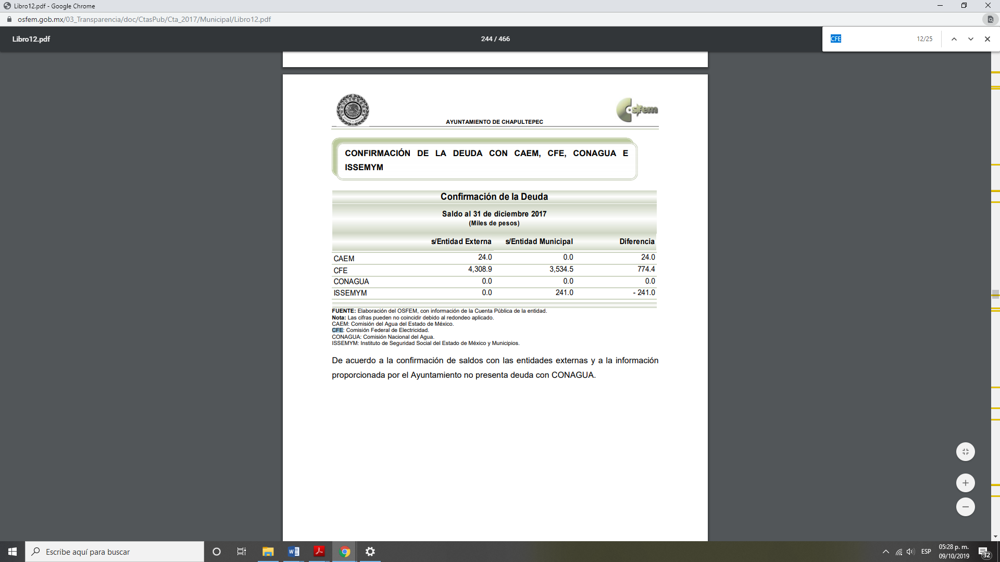 Libro12.pdf - Google Chrome
osfem.gob.mx/03_Transparencia/doc/CtasPub/Cta_2017/Municipal/Libro12.pdf
Libro12.pdf
244 / 466
CFE
12/25
osfem
AYUNTAMIENTO DE CHAPULTEPEC
CONFIRMACIÓN DE LA DEUDA CON CAEM, CFE, CONAGUA E
ISSEMYM
Confirmación de la Deuda
Saldo al 31 de diciembre 2017
(Miles de pesos)
s/Entidad Externa s/Entidad Municipal Diferencia
CAEM 24.0 0.0 24.0
CFE 4,308.9 3,534.5 774.4
CONAGUA 0.0 0.0 0.0
ISSEMYM 0.0 241.0 - 241.0
FUENTE: Elaboración del OSFEM, con información de la Cuenta Pública de la entidad.
Nota: Las cifras pueden no coincidir debido al redondeo aplicado.
CAEM: Comisión del Agua del Estado de México.
CFE: Comisión Federal de Electricidad.
CONAGUA: Comisión Nacional del Agua.
ISSEMYM: Instituto de Seguridad Social del Estado de México y Municipios.
De acuerdo a la confirmación de saldos con las entidades externas y a la información
proporcionada por el Ayuntamiento no presenta deuda con CONAGUA.
Escribe aquí para buscar
ESP
05:28 p. m.
09/10/2019
32